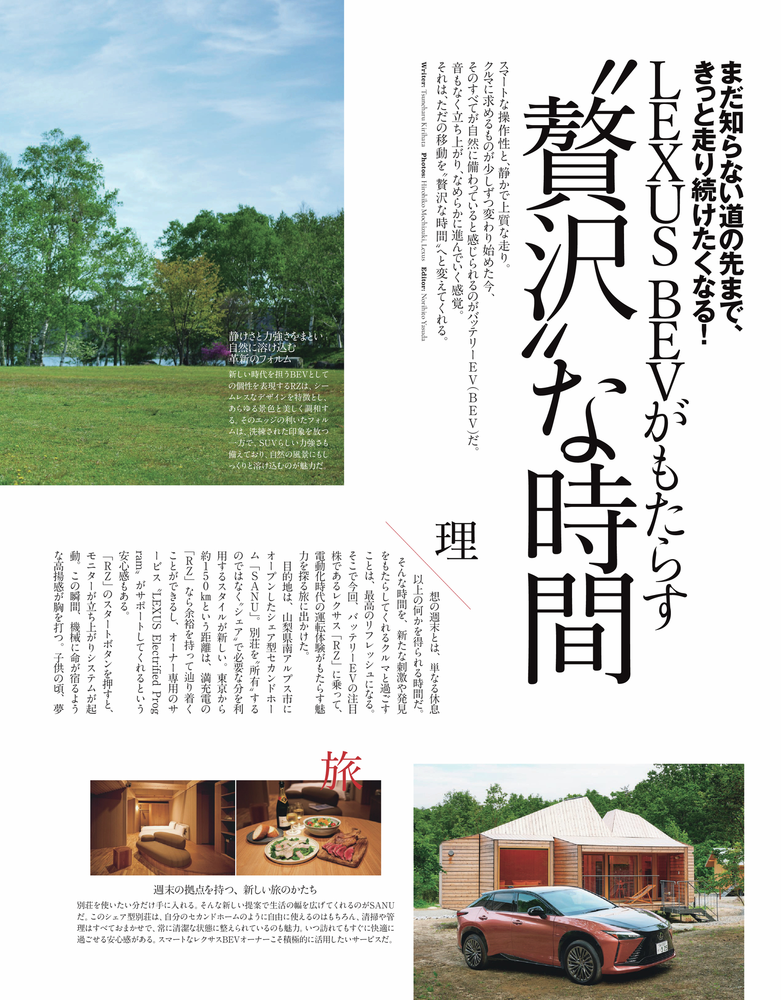 まだ知らない道の先まで、
きっと走り続けたくなる！
LEXUS BEVがもたらす
〝贅沢〟な時間
スマートな操作性と、静かで上質な走り。
クルマに求めるものが少しずつ変わり始めた今、
そのすべてが自然に備わっていると感じられるのがバッテリーEV（BEV）だ。
音もなく立ち上がり、なめらかに進んでいく感覚。
それは、ただの移動を〝贅沢な時間〟へと変えてくれる。
Writer: Tsuneharu Kirihata Photos: Hirohiko Mochizuki, Lexus Editor: Norihito Yasuda
静けさと力強さをまとい
自然に溶け込む
革新のフォルム
新しい時代を担うBEVとして
の個性を表現するRZは、シー
ムレスなデザインを特徴とし、
あらゆる景色と美しく調和す
る。そのエッジの利いたフォル
ムは、洗練された印象を放つ
一方で、SUVらしい力強さも
備えており、自然の風景にもし
っくりと溶け込むのが魅力だ。
理
想の週末とは、単なる休息
以上の何かを得られる時間だ。
そんな時間を、新たな刺激や発見
をもたらしてくれるクルマと過ごす
ことは、最高のリフレッシュになる。
そこで今回、バッテリーEVの注目
株であるレクサス「RZ」に乗って、
電動化時代の運転体験がもたらす魅
力を探る旅に出かけた。
目的地は、山梨県南アルプス市に
オープンしたシェア型セカンドホー
ム「SANU」。別荘を〝所有〟する
のではなく〝シェア〟で必要な分を利
用するスタイルが新しい。東京から
約150kmという距離は、満充電の
「RZ」なら余裕を持って辿り着く
ことができるし、オーナー専用のサ
ービス〝LEXUS Electrified Prog
ram〟がサポートしてくれるという
安心感もある。
「RZ」のスタートボタンを押すと、
モニターが立ち上がりシステムが起
動。この瞬間、機械に命が宿るよう
な高揚感が胸を打つ。子供の頃、夢
旅
週末の拠点を持つ、新しい旅のかたち
別荘を使いたい分だけ手に入れる。そんな新しい提案で生活の幅を広げてくれるのがSANU
だ。このシェア型別荘は、自分のセカンドホームのように自由に使えるのはもちろん、清掃や管
理はすべておまかせで、常に清潔な状態に整えられているのも魅力。いつ訪れてもすぐに快適に
過ごせる安心感がある。スマートなレクサスBEVオーナーこそ積極的に活用したいサービスだ。